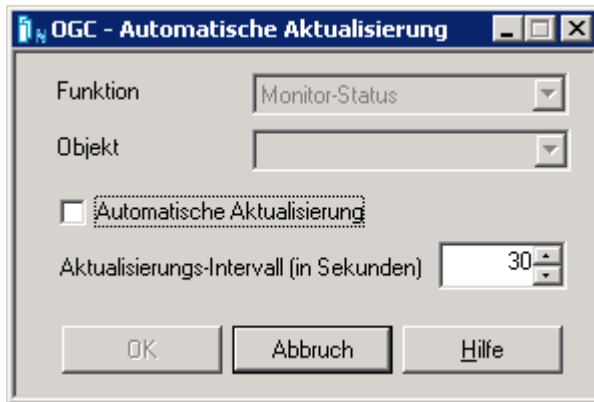 OGC - Automatische Aktualisierung
Funktion Monitor-Status
Objekt
Automatische Aktualisierung
Aktualisierungs-Intervall (in Sekunden) 30
OK Abbruch Hilfe